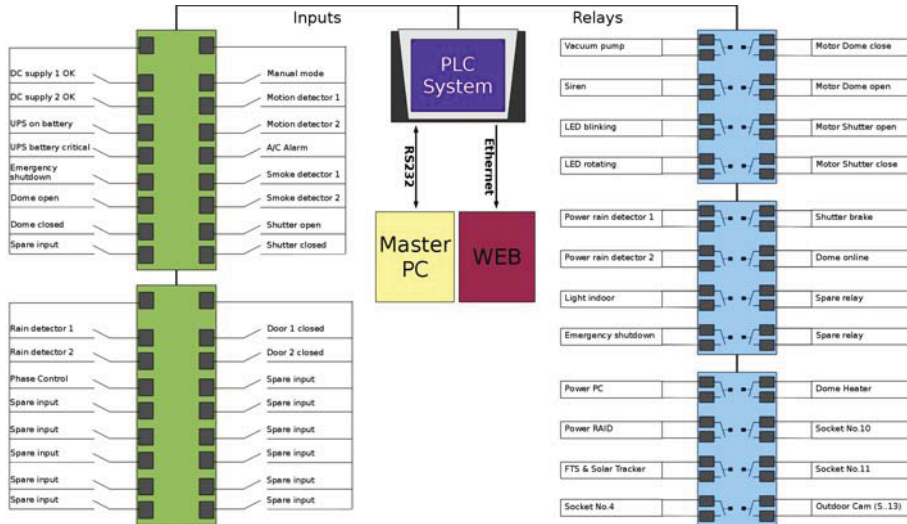 Inputs
Relays
PLC
System
RS232
Ethernet
Master
PC
WEB
DC supply 1 OK
DC supply 2 OK
UPS on battery
UPS battery critical
Emergency
shutdown
Dome open
Dome closed
Spare input
Manual mode
Motion detector 1
Motion detector 2
A/C Alarm
Smoke detector 1
Smoke detector 2
Shutter open
Shutter closed
Rain detector 1
Rain detector 2
Phase Control
Spare input
Spare input
Spare input
Spare input
Spare input
Door 1 closed
Door 2 closed
Spare input
Spare input
Spare input
Spare input
Spare input
Spare input
Vacuum pump
Siren
LED blinking
LED rotating
Motor Dome close
Motor Dome open
Motor Shutter open
Motor Shutter close
Power rain detector 1
Power rain detector 2
Light indoor
Emergency shutdown
Shutter brake
Dome online
Spare relay
Spare relay
Power PC
Power RAID
FTS & Solar Tracker
Socket No.4
Dome Heater
Socket No.10
Socket No.11
Outdoor Cam (5..13)